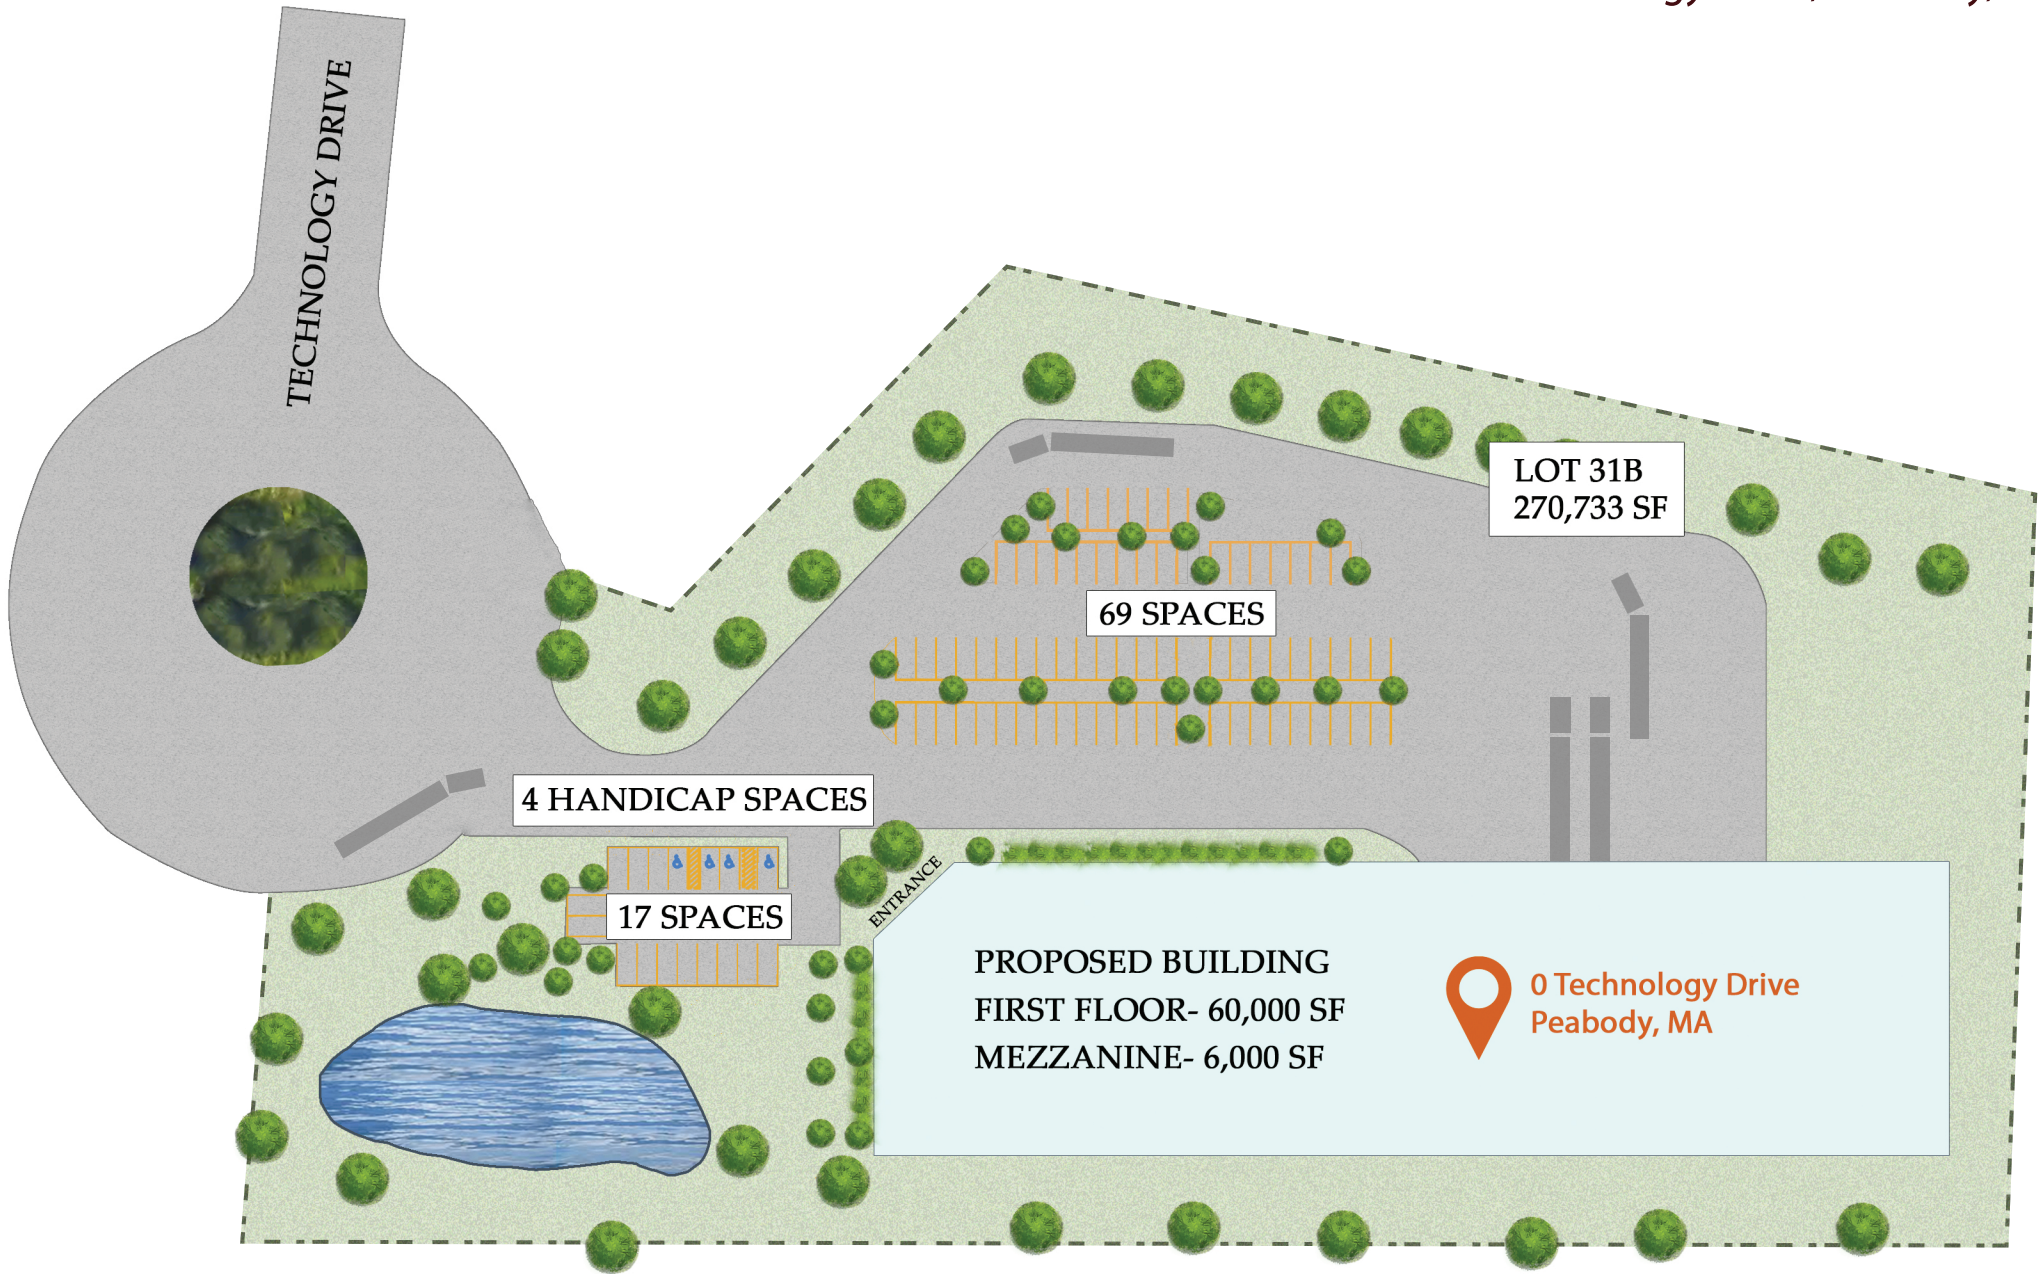 TECHNOLOGY DRIVE
LOT 31B
270,733 SF
69 SPACES
4 HANDICAP SPACES
17 SPACES
ENTRANCE
PROPOSED BUILDING
FIRST FLOOR- 60,000 SF
MEZZANINE- 6,000 SF
0 Technology Drive
Peabody, MA